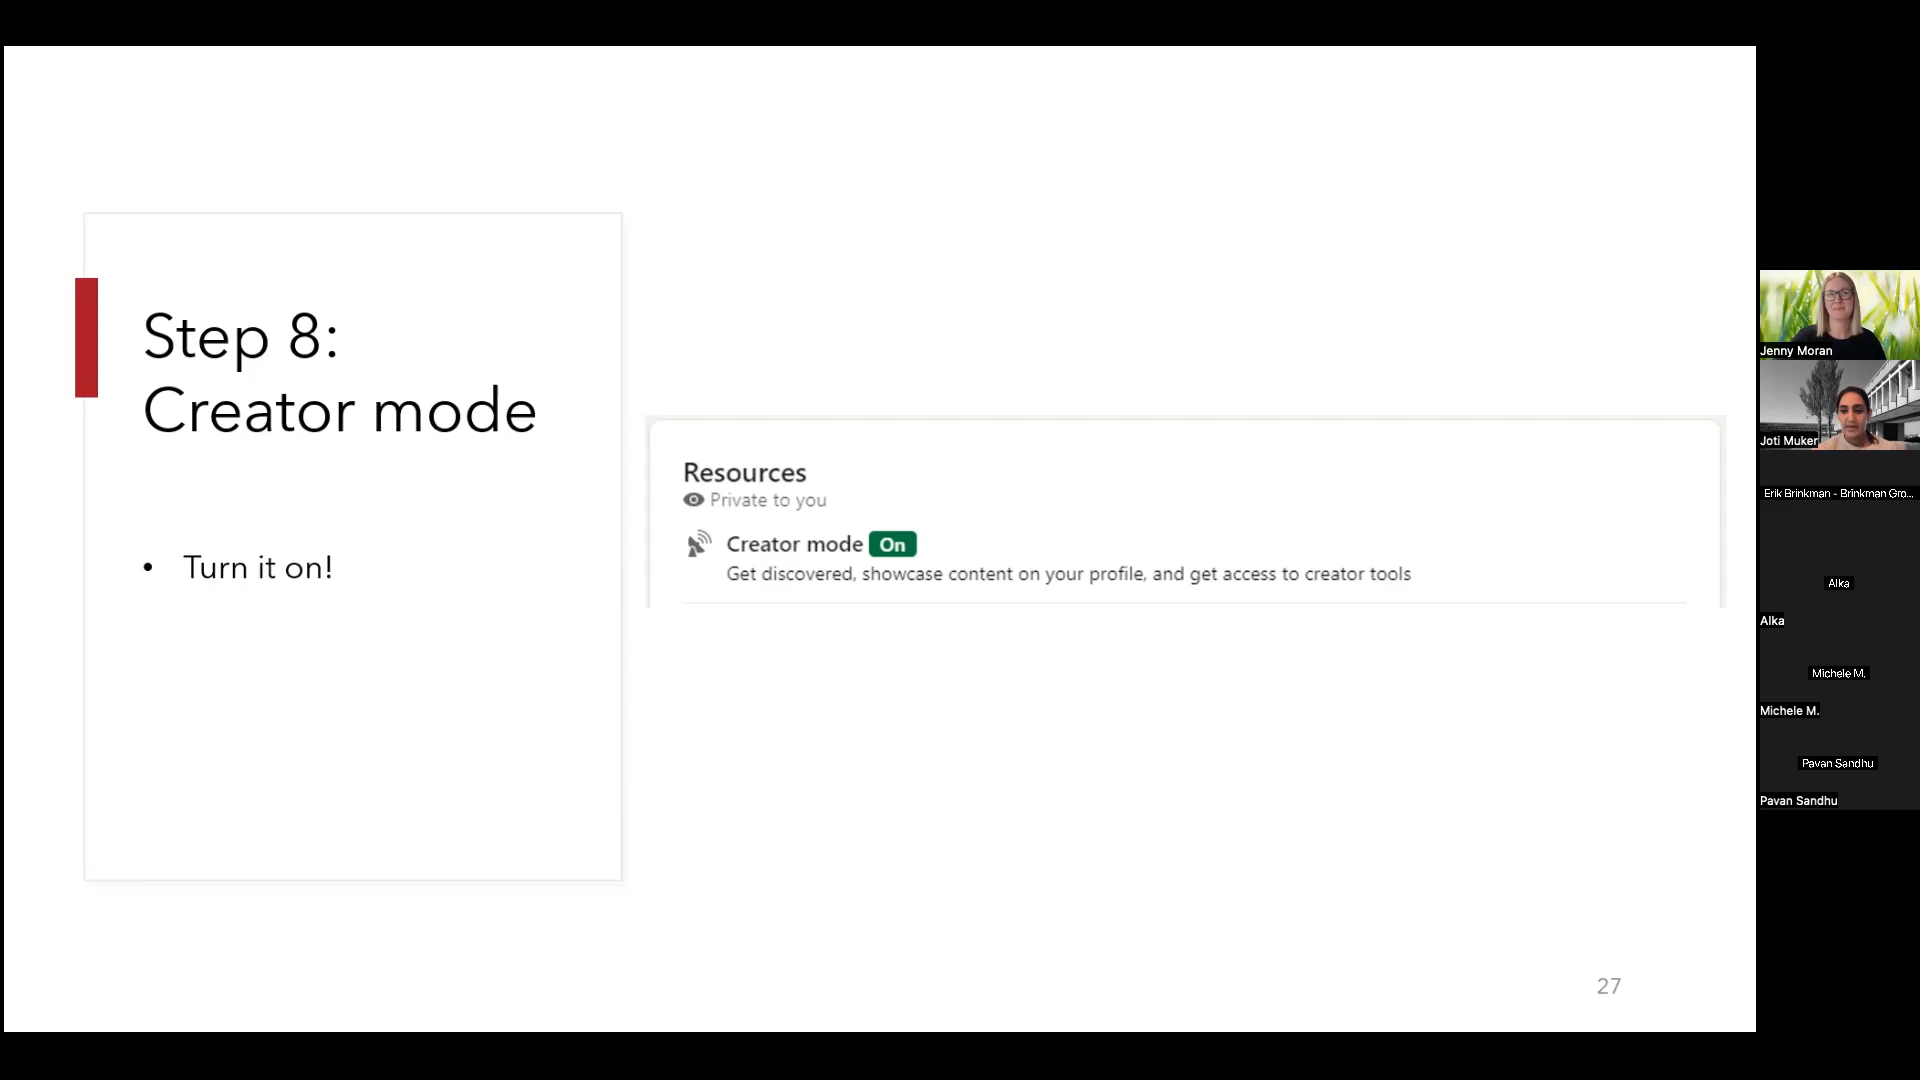 Step 8:
Creator mode
• Turn it on!
Resources
Private to you
Creator mode On
Get discovered, showcase content on your profile, and get access to creator tools
27
Jenny Moran
Joti Muker
Erik Brinkman - Brinkman Gro...
Alka
Alka
Michele M.
Michele M.
Pavan Sandhu
Pavan Sandhu